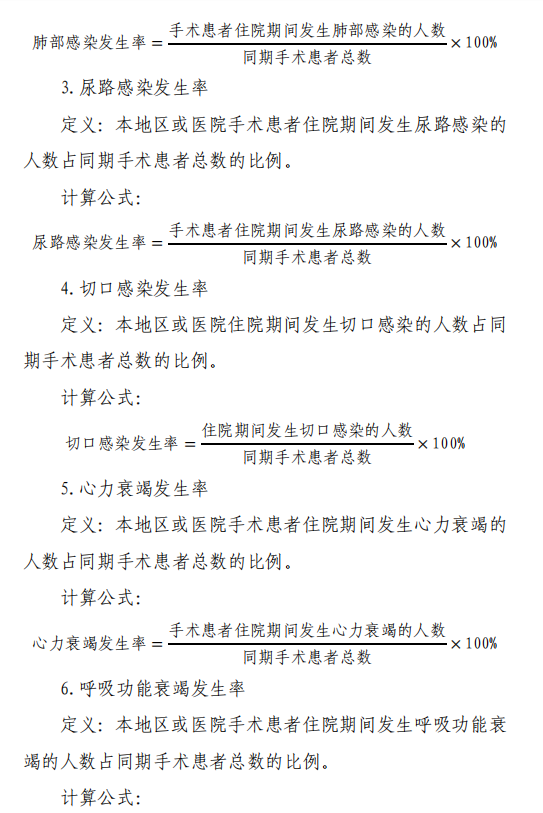 肺部感染发生率=手术患者住院期间发生肺部感染的人数/同期手术患者总数×100%
3.尿路感染发生率
定义：本地区或医院手术患者住院期间发生尿路感染的
人数占同期手术患者总数的比例。
计算公式：
尿路感染发生率=手术患者住院期间发生尿路感染的人数/同期手术患者总数×100%
4.切口感染发生率
定义：本地区或医院住院期间发生切口感染的人数占同
期手术患者总数的比例。
计算公式：
切口感染发生率=住院期间发生切口感染的人数/同期手术患者总数×100%
5.心力衰竭发生率
定义：本地区或医院手术患者住院期间发生心力衰竭的
人数占同期手术患者总数的比例。
计算公式：
心力衰竭发生率=手术患者住院期间发生心力衰竭的人数/同期手术患者总数×100%
6.呼吸功能衰竭发生率
定义：本地区或医院手术患者住院期间发生呼吸功能衰
竭的人数占同期手术患者总数的比例。
计算公式：